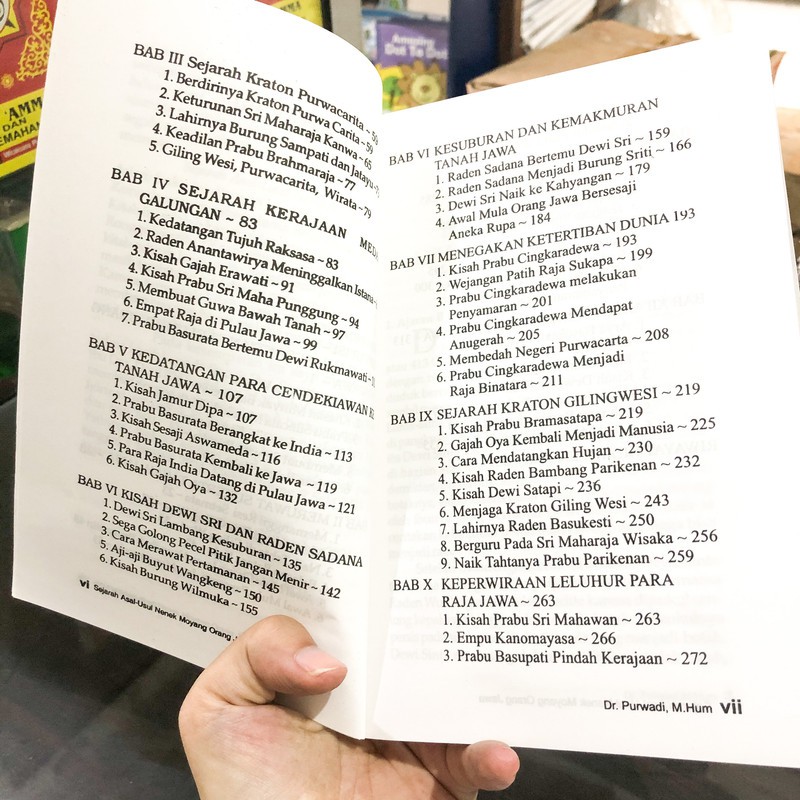 'AMMA
DAN
BAB III Sejarah Kraton Purwacarita ~
1. Berdirinya Kraton Purwa Carita ~ 59
2. Keturunan Sri Maharaja Kanwa ~ 65
3. Lahirnya Burung Sampati dan Jatayu ~
4. Keadilan Prabu Brahmaraja ~ 77
5. Giling Wesi, Purwacarita, Wirata ~ 79
BAB IV SEJARAH KERAJAAN
GALUNGAN ~ 83
1. Kedatangan Tujuh Raksasa ~ 83
2. Raden Anantawirya Meninggalkan Istana
3. Kisah Gajah Erawati ~ 91
4. Kisah Prabu Sri Maha Punggung ~ 94
5. Membuat Guwa Bawah Tanah ~ 97
6. Empat Raja di Pulau Jawa ~ 99
7. Prabu Basurata Bertemu Dewi Rukmawati
BAB V KEDATANGAN PARA CENDEKIAWAN
TANAH JAWA ~ 107
1. Kisah Jamur Dipa ~ 107
2. Prabu Basurata Berangkat ke India ~ 113
3. Kisah Sesaji Aswameda ~ 116
4. Prabu Basurata Kembali ke Jawa ~ 119
5. Para Raja India Datang di Pulau Jawa ~ 121
6. Kisah Gajah Oya ~ 132
BAB VI KISAH DEWI SRI DAN RADEN SADANA
1. Dewi Sri Lambang Kesuburan ~ 135
2. Sega Golong Pecel Pitik Jangan Menir ~ 142
3. Cara Merawat Pertamanan ~ 145
5. Aji-aji Buyut Wangkeng ~ 150
6. Kisah Burung Wilmuka ~ 155
vi Sejarah Asal-Usul Nenek Moyang Orang
BAB VI KESUBURAN DAN KEMAKMURAN
TANAH JAWA
1. Raden Sadana Bertemu Dewi Sri ~ 159
2. Raden Sadana Menjadi Burung Sriti ~ 166
3. Dewi Sri Naik ke Kahyangan ~ 179
4. Awal Mula Orang Jawa Bersesaji
Aneka Rupa ~ 184
BAB VII MENEGAKAN KETERTIBAN DUNIA 193
1. Kisah Prabu Cingkaradewa ~ 193
2. Wejangan Patih Raja Sukapa ~ 199
3. Prabu Cingkaradewa melakukan
Penyamaran ~ 201
4. Prabu Cingkaradewa Mendapat
Anugerah ~ 205
5. Membedah Negeri Purwacarta ~ 208
6. Prabu Cingkaradewa Menjadi
Raja Binatara ~ 211
BAB IX SEJARAH KRATON GILINGWESI ~ 219
1. Kisah Prabu Bramasatapa ~ 219
2. Gajah Oya Kembali Menjadi Manusia ~ 225
3. Cara Mendatangkan Hujan ~ 230
4. Kisah Raden Bambang Parikenan ~ 232
5. Kisah Dewi Satapi ~ 236
6. Menjaga Kraton Giling Wesi ~ 243
7. Lahirnya Raden Basukesti ~ 250
8. Berguru Pada Sri Maharaja Wisaka ~ 256
9. Naik Tahtanya Prabu Parikenan ~ 259
BAB X KEPERWIRAAN LELUHUR PARA
RAJA JAWA ~ 263
1. Kisah Prabu Sri Mahawan ~ 263
2. Empu Kanomayasa ~ 266
3. Prabu Basupati Pindah Kerajaan ~ 272
Dr. Purwadi, M.Hum vii